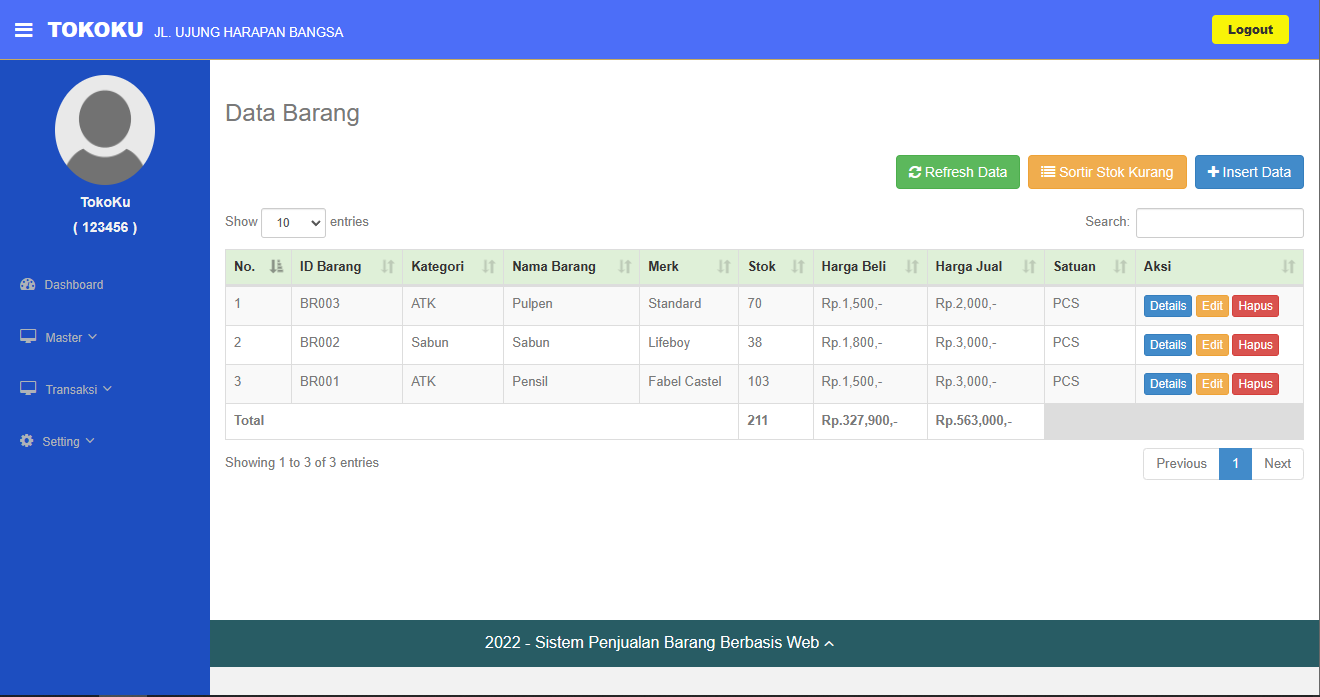 TOKOKU JL. UJUNG HARAPAN BANGSA Logout
TokoKu
( 123456 )
Dashboard
Master
Transaksi
Setting
Data Barang
Refresh Data Sortir Stok Kurang Insert Data
Show 10 entries Search:
No. ID Barang Kategori Nama Barang Merk Stok Harga Beli Harga Jual Satuan Aksi
1 BR003 ATK Pulpen Standard 70 Rp.1,500,- Rp.2,000,- PCS Details Edit Hapus
2 BR002 Sabun Sabun Lifeboy 38 Rp.1,800,- Rp.3,000,- PCS Details Edit Hapus
3 BR001 ATK Pensil Fabel Castel 103 Rp.1,500,- Rp.3,000,- PCS Details Edit Hapus
Total 211 Rp.327,900,- Rp.563,000,-
Showing 1 to 3 of 3 entries Previous 1 Next
2022 - Sistem Penjualan Barang Berbasis Web